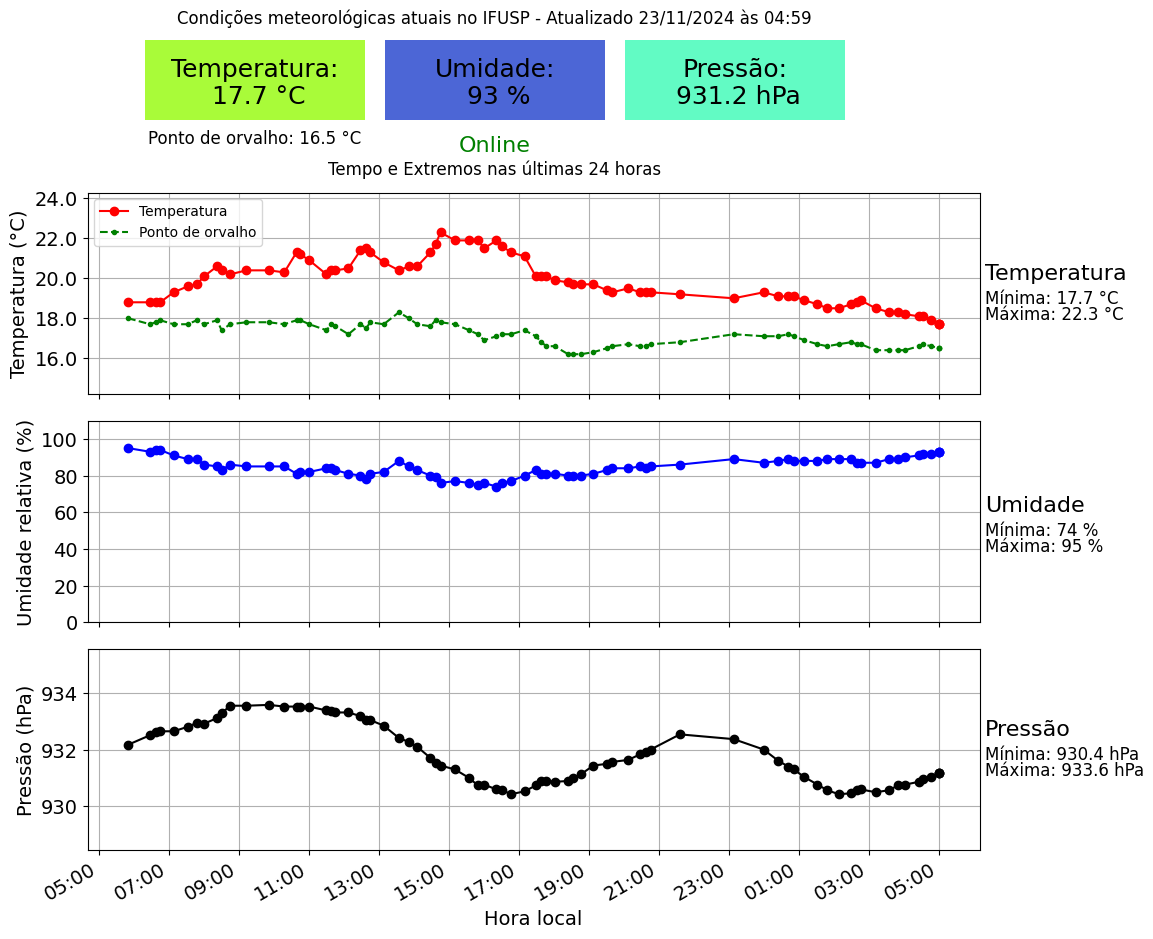 Condições meteorológicas atuais no IFUSP - Atualizado 23/11/2024 às 04:59
Temperatura:
17.7 °C
Umidade:
93 %
Pressão:
931.2 hPa
Ponto de orvalho: 16.5 °C
Online
Tempo e Extremos nas últimas 24 horas
Temperatura (°C)
24.0
22.0
20.0
18.0
16.0
Temperatura
Ponto de orvalho
Temperatura
Mínima: 17.7 °C
Máxima: 22.3 °C
Umidade relativa (%)
100
80
60
40
20
0
Umidade
Mínima: 74 %
Máxima: 95 %
Pressão (hPa)
934
932
930
Pressão
Mínima: 930.4 hPa
Máxima: 933.6 hPa
05:00 07:00 09:00 11:00 13:00 15:00 17:00 19:00 21:00 23:00 01:00 03:00 05:00
Hora local